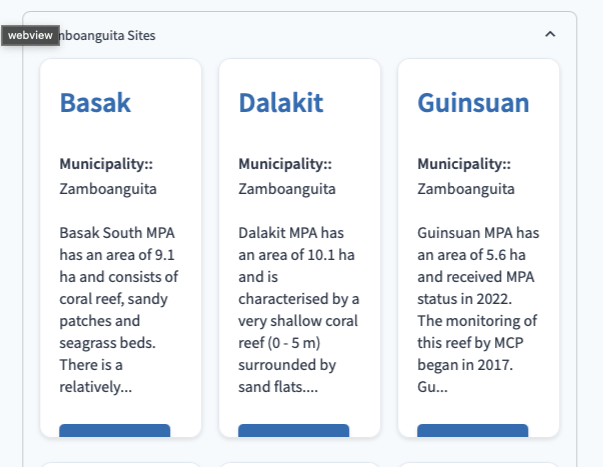 webview
mboanguita Sites
Basak
Municipality::
Zamboanguita
Basak South MPA
has an area of 9.1
ha and consists of
coral reef, sandy
patches and
seagrass beds.
There is a
relatively...
Dalakit
Municipality::
Zamboanguita
Dalakit MPA has
an area of 10.1 ha
and is
characterised by a
very shallow coral
reef (0 - 5 m)
surrounded by
sand flats....
Guinsuan
Municipality::
Zamboanguita
Guinsuan MPA has
an area of 5.6 ha
and received MPA
status in 2022.
The monitoring of
this reef by MCP
began in 2017.
Gu...